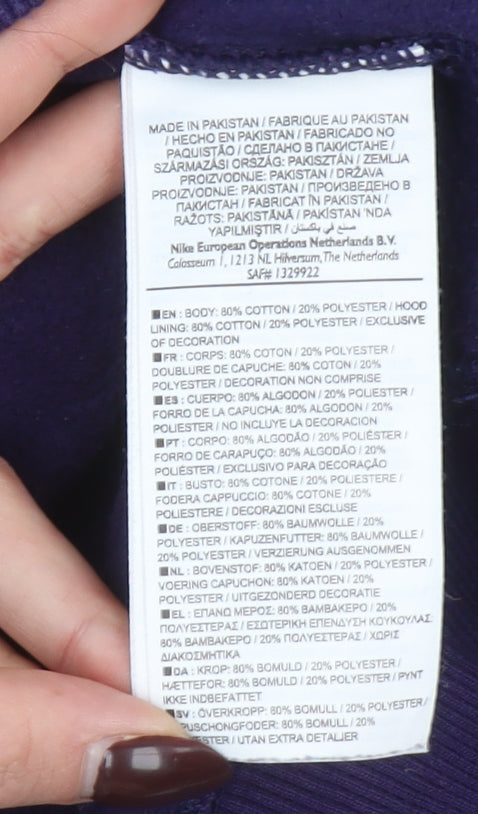 MADE IN PAKISTAN / FABRIQUE AU PAKISTAN
/ HECHO EN PAKISTAN / FABRICADO NO
PAQUISTÃO / СДЕЛАНО В ПАКИСТАНЕ /
SZÁRMAZÁSI ORSZÁG: PAKISZTÁN / ZEMLJA
PROIZVODNJE: PAKISTAN / DRŽAVA
PROIZVODNJE: PAKISTAN / ПРОИЗВЕДЕНО В
ПАКИСТАН / FABRICAT ÎN PAKISTAN /
RAŽOTS: PAKISTĀNĀ / PAKİSTAN 'NDA
YAPILMIŞTIR / صنع في باكستان
Nike European Operations Netherlands B.V.
Colosseum 1, 1213 NL Hilversum, The Netherlands
SAF# 1329922
■EN : BODY: 80% COTTON / 20% POLYESTER / HOOD
LINING: 80% COTTON / 20% POLYESTER / EXCLUSIVE
OF DECORATION
■FR : CORPS: 80% COTON / 20% POLYESTER /
DOUBLURE DE CAPUCHE: 80% COTON / 20%
POLYESTER / DECORATION NON COMPRISE
■ES : CUERPO: 80% ALGODON / 20% POLIESTER /
FORRO DE LA CAPUCHA: 80% ALGODON / 20%
POLIESTER / NO INCLUYE LA DECORACION
■PT : CORPO: 80% ALGODÃO / 20% POLIÉSTER /
FORRO DE CARAPUÇO: 80% ALGODÃO / 20%
POLIÉSTER / EXCLUSIVO PARA DECORAÇÃO
■IT : BUSTO: 80% COTONE / 20% POLIESTERE /
FODERA CAPPUCCIO: 80% COTONE / 20%
POLIESTERE / DECORAZIONI ESCLUSE
■DE : OBERSTOFF: 80% BAUMWOLLE / 20%
POLYESTER / KAPUZENFUTTER: 80% BAUMWOLLE /
20% POLYESTER / VERZIERUNG AUSGENOMMEN
■NL : BOVENSTOF: 80% KATOEN / 20% POLYESTER /
VOERING CAPUCHON: 80% KATOEN / 20%
POLYESTER / UITGEZONDERD DECORATIE
■EL : ΕΠΑΝΩ ΜΕΡΟΣ: 80% ΒΑΜΒΑΚΕΡΟ / 20%
ΠΟΛΥΕΣΤΕΡΑΣ / ΕΣΩΤΕΡΙΚΗ ΕΠΕΝΔΥΣΗ ΚΟΥΚΟΥΛΑΣ:
80% ΒΑΜΒΑΚΕΡΟ / 20% ΠΟΛΥΕΣΤΕΡΑΣ / ΧΩΡΙΣ
ΔΙΑΚΟΣΜΗΤΙΚΑ
■DA : KROP: 80% BOMULD / 20% POLYESTER /
HÆTTEFOR: 80% BOMULD / 20% POLYESTER / PYNT
IKKE INDBEFATTET
■SV : ÖVERKROPP: 80% BOMULL / 20% POLYESTER /
PUSCHONGFODER: 80% BOMULL / 20%
ESTER / UTAN EXTRA DETALJER